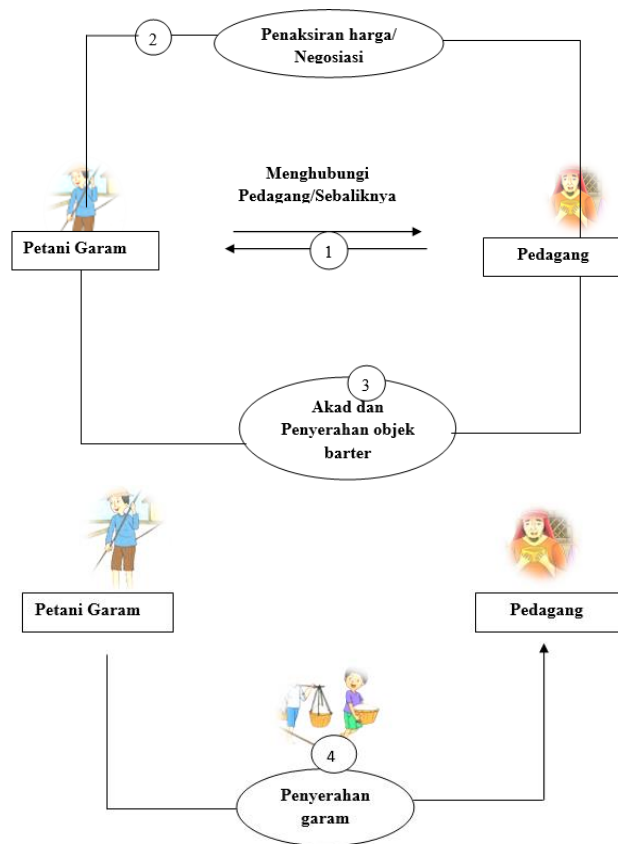 2
Penaksiran harga/
Negosiasi
Menghubungi
Pedagang/Sebaliknya
Petani Garam
1
Pedagang
3
Akad dan
Penyerahan objek
barter
Petani Garam
Pedagang
4
Penyerahan
garam